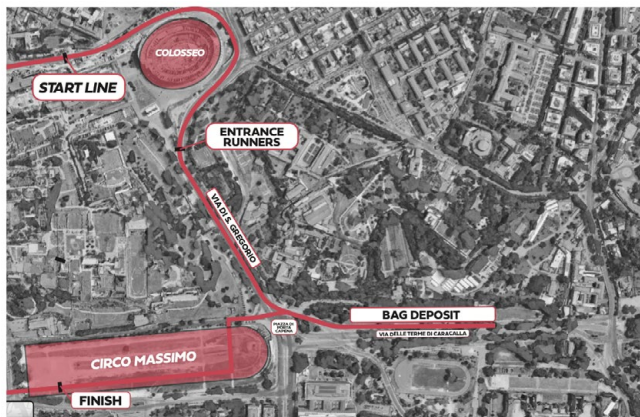 COLOSSEO
START LINE
ENTRANCE
RUNNERS
VIA DI S. GREGORIO
BAG DEPOSIT
PIAZZA DI
PORTA
CAPENA
VIA DELLE TERME DI CARACALLA
CIRCO MASSIMO
FINISH